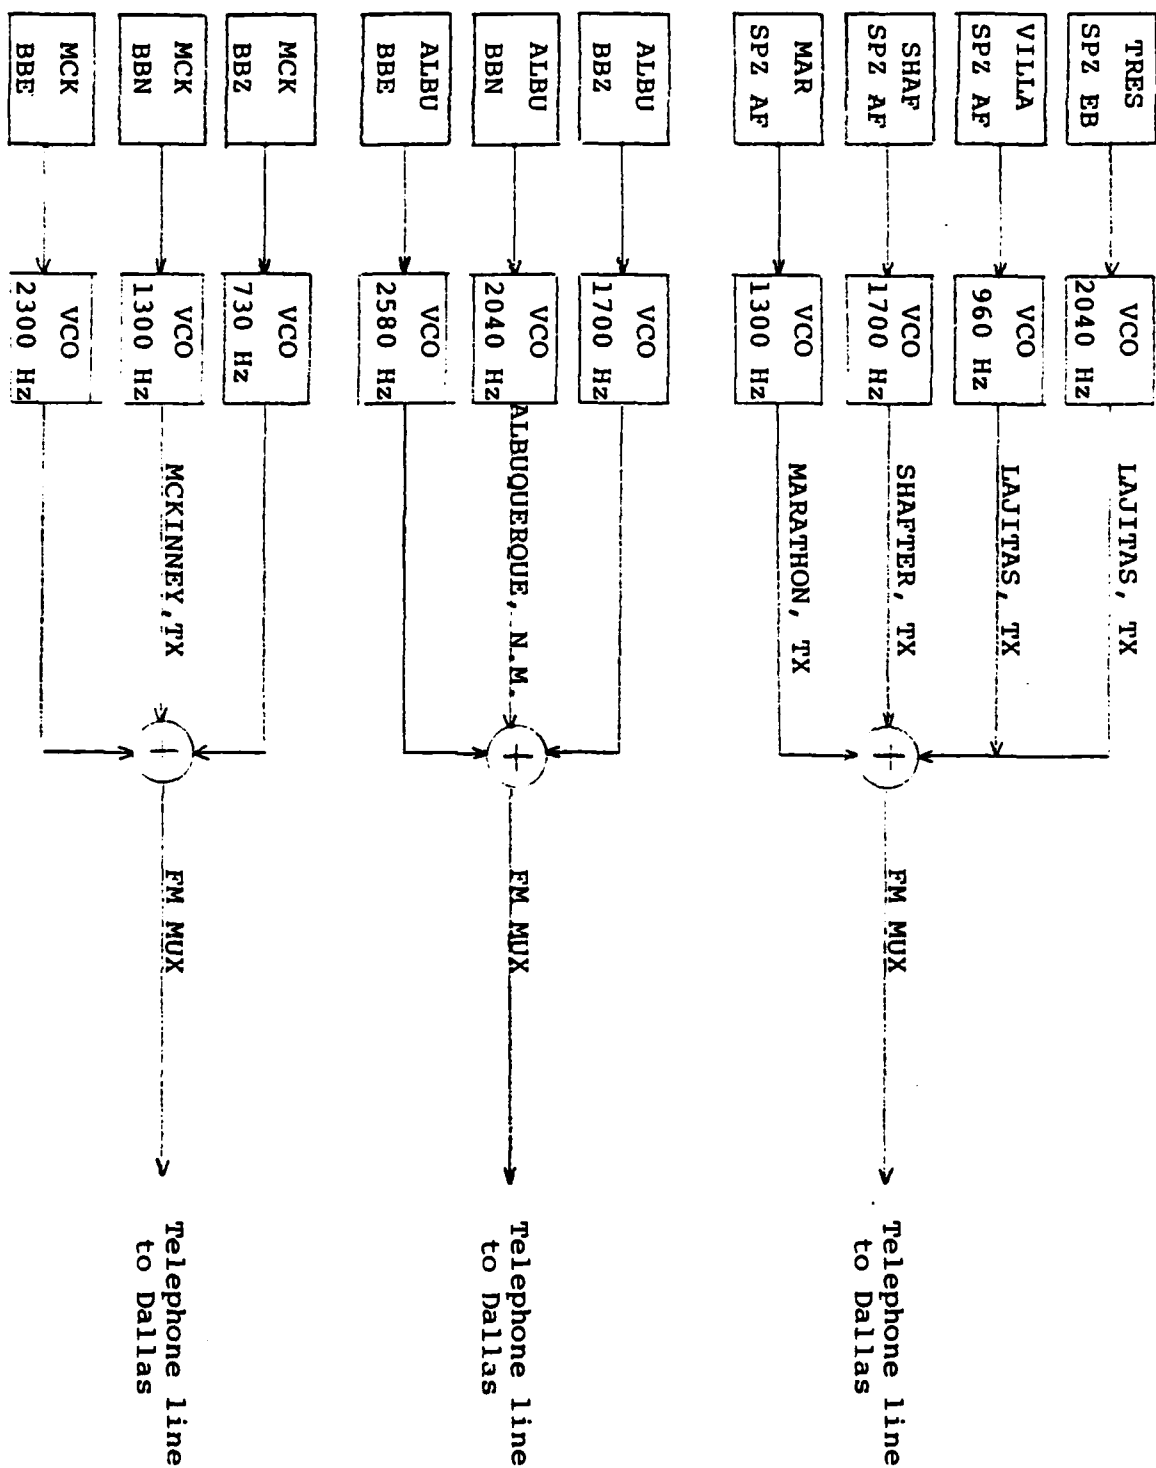 TRES
SPZ EB
VCO
2040 Hz
LAJITAS, TX
VILLA
SPZ AF
VCO
960 Hz
LAJITAS, TX
SHAF
SPZ AF
VCO
1700 Hz
SHAFTER, TX
MAR
SPZ AF
VCO
1300 Hz
MARATHON, TX
+
FM MUX
Telephone line
to Dallas
ALBU
BBZ
VCO
1700 Hz
ALBU
BBN
VCO
2040 Hz
ALBUQUERQUE, N.M.
ALBU
BBE
VCO
2580 Hz
+
FM MUX
Telephone line
to Dallas
MCK
BBZ
VCO
730 Hz
MCK
BBN
VCO
1300 Hz
MCKINNEY,TX
MCK
BBE
VCO
2300 Hz
+
FM MUX
Telephone line
to Dallas